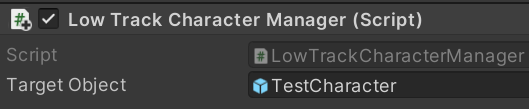 Low Track Character Manager (Script)
Script LowTrackCharacterManager
Target Object TestCharacter